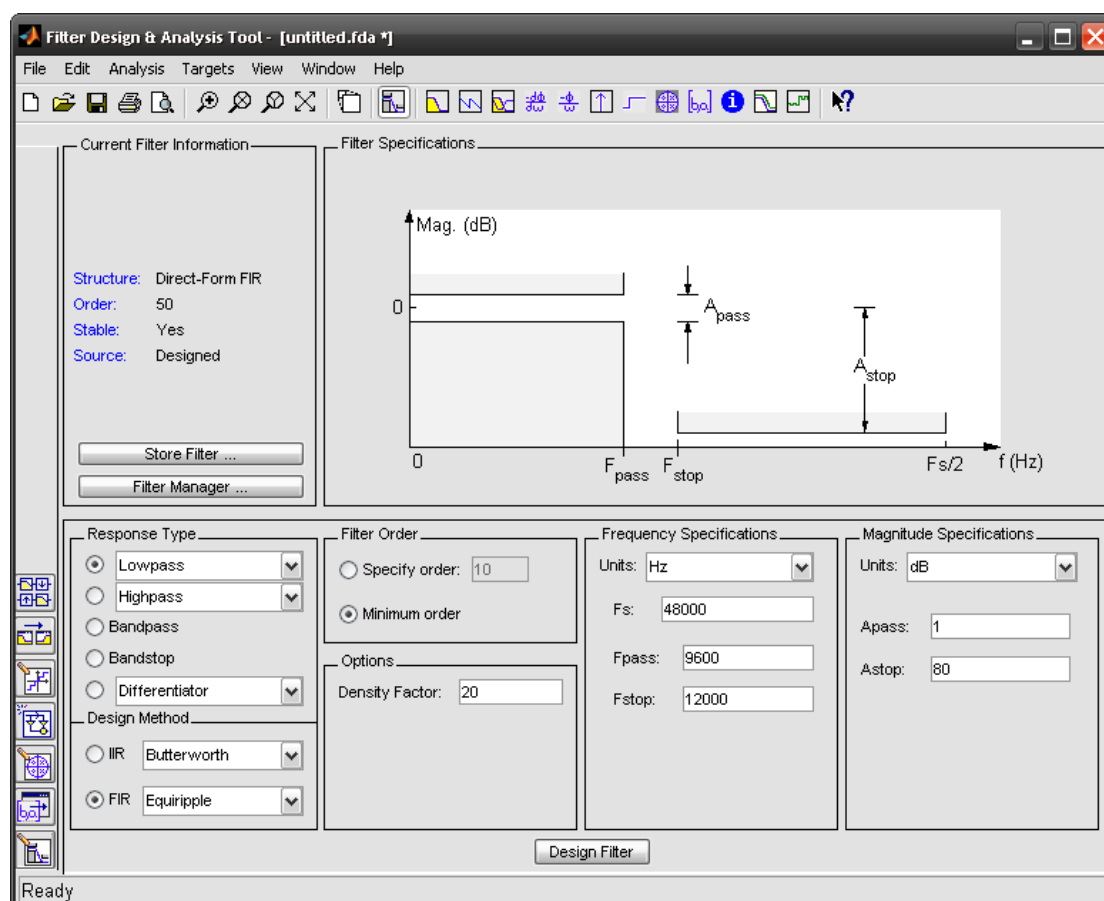 Filter Design & Analysis Tool - [untitled.fda *]
File Edit Analysis Targets View Window Help
Current Filter Information
Structure: Direct-Form FIR
Order: 50
Stable: Yes
Source: Designed
Store Filter ...
Filter Manager ...
Filter Specifications
Mag. (dB)
0
Apass
Astop
0
Fpass
Fstop
Fs/2
f (Hz)
Response Type
Lowpass
Highpass
Bandpass
Bandstop
Differentiator
Design Method
IIR Butterworth
FIR Equiripple
Filter Order
Specify order: 10
Minimum order
Options
Density Factor: 20
Frequency Specifications
Units: Hz
Fs: 48000
Fpass: 9600
Fstop: 12000
Magnitude Specifications
Units: dB
Apass: 1
Astop: 80
Design Filter
Ready